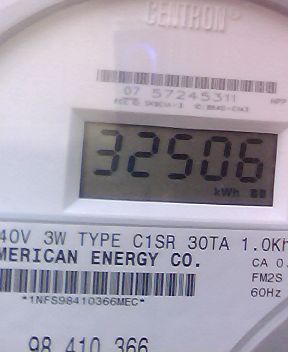 CENTRON®
07 57245311
32506
kWh
40V 3W TYPE C1SR 30TA 1.0Kh
MERICAN ENERGY CO.
CA 0.
FM2S
60Hz
*1NFS98410366MEC*
98 410 366